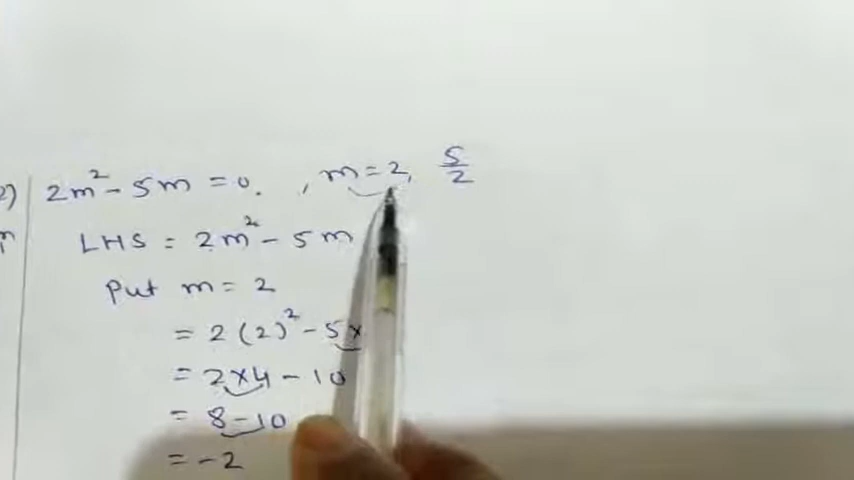 2) 2m² - 5m = 0. , m = 2, 5/2
LHS = 2m² - 5m
put m = 2
= 2(2)² - 5×
= 2×4 - 10
= 8 - 10
= -2